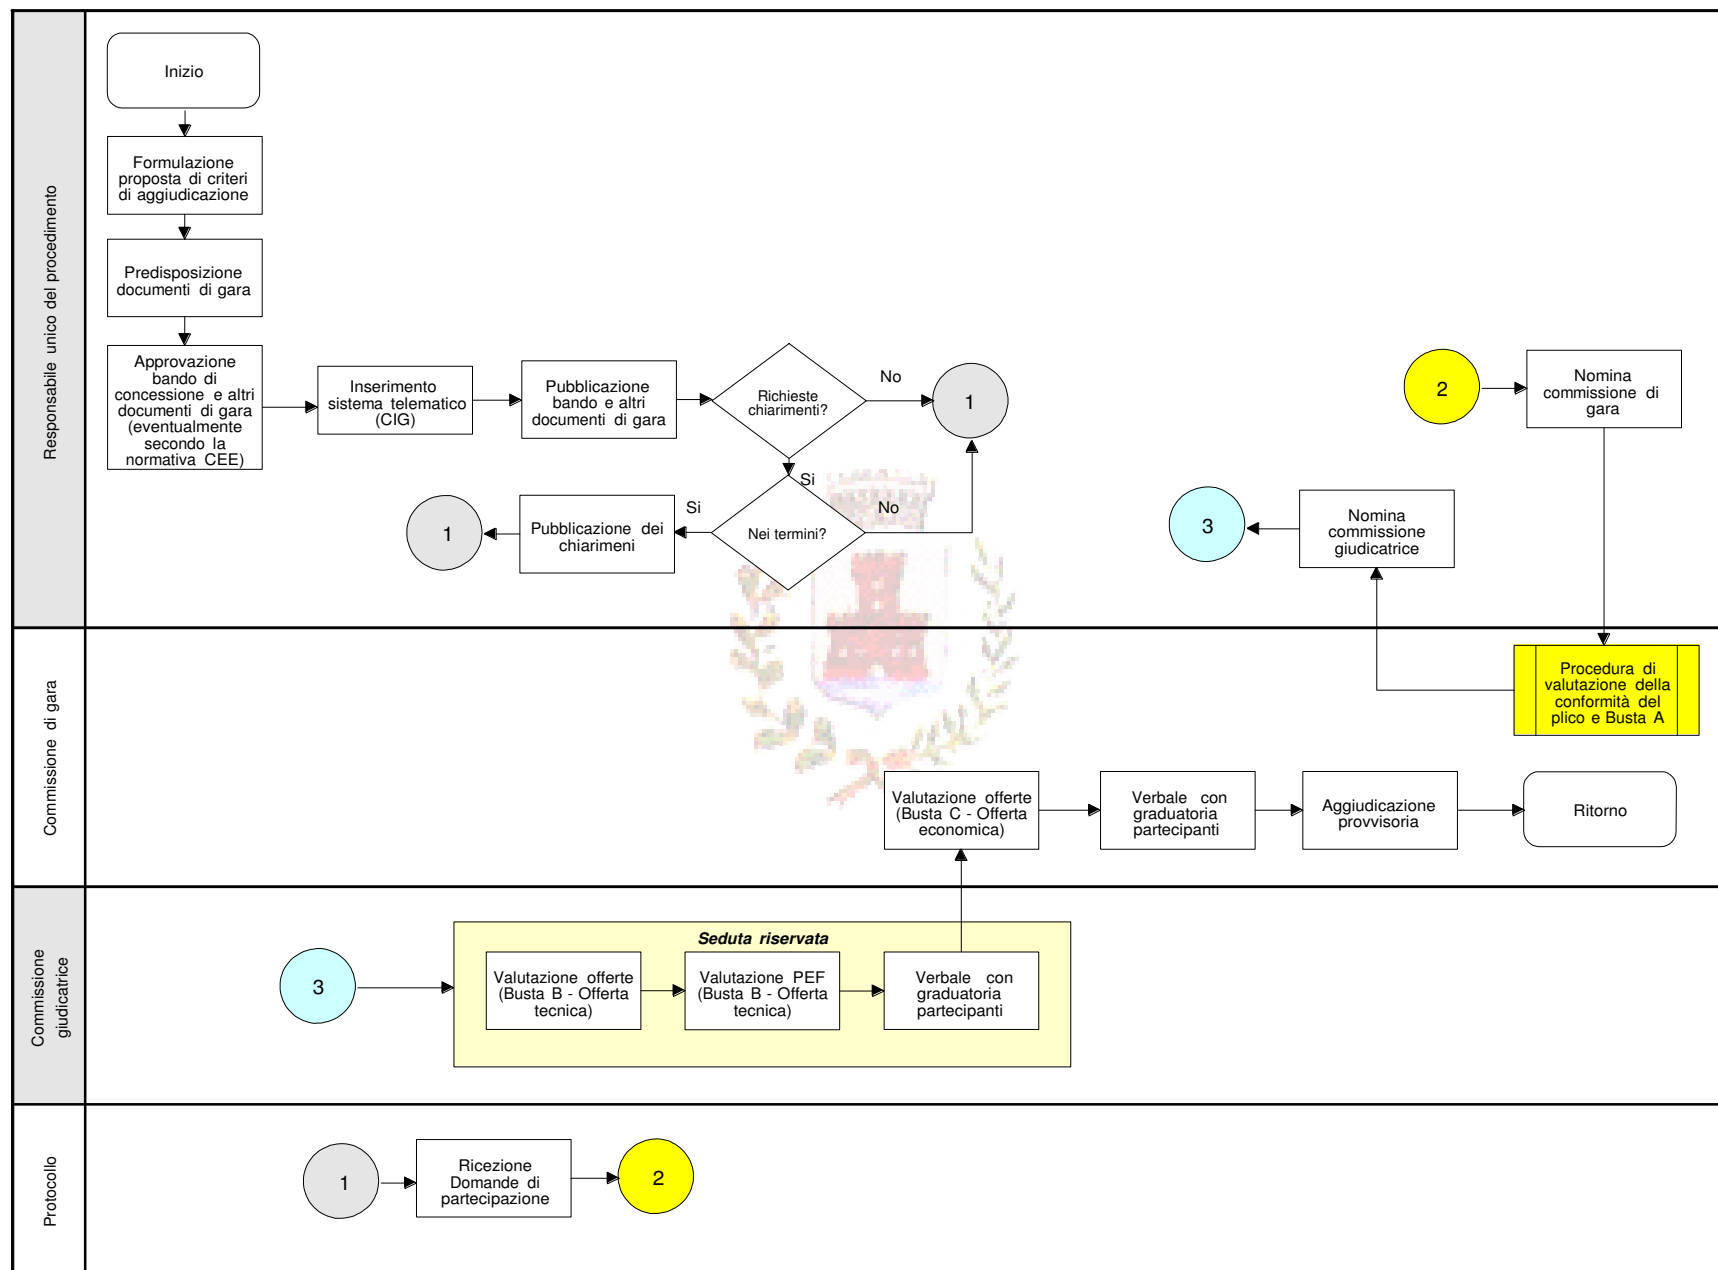 Responsabile unico del procedimento
Inizio
Formulazione
proposta di criteri
di aggiudicazione
Predisposizione
documenti di gara
Approvazione
bando di
concessione e altri
documenti di gara
(eventualmente
secondo la
normativa CEE)
Inserimento
sistema telematico
(CIG)
Pubblicazione
bando e altri
documenti di gara
Richieste
chiarimenti?
No
1
Si
Nei termini?
No
Si
Pubblicazione dei
chiarimeni
1
2
Nomina
commissione di
gara
Nomina
commissione
giudicatrice
3
Commissione di gara
Procedura di
valutazione della
conformità del
plico e Busta A
Valutazione offerte
(Busta C - Offerta
economica)
Verbale con
graduatoria
partecipanti
Aggiudicazione
provvisoria
Ritorno
Commissione
giudicatrice
3
Seduta riservata
Valutazione offerte
(Busta B - Offerta
tecnica)
Valutazione PEF
(Busta B - Offerta
tecnica)
Verbale con
graduatoria
partecipanti
Protocollo
1
Ricezione
Domande di
partecipazione
2